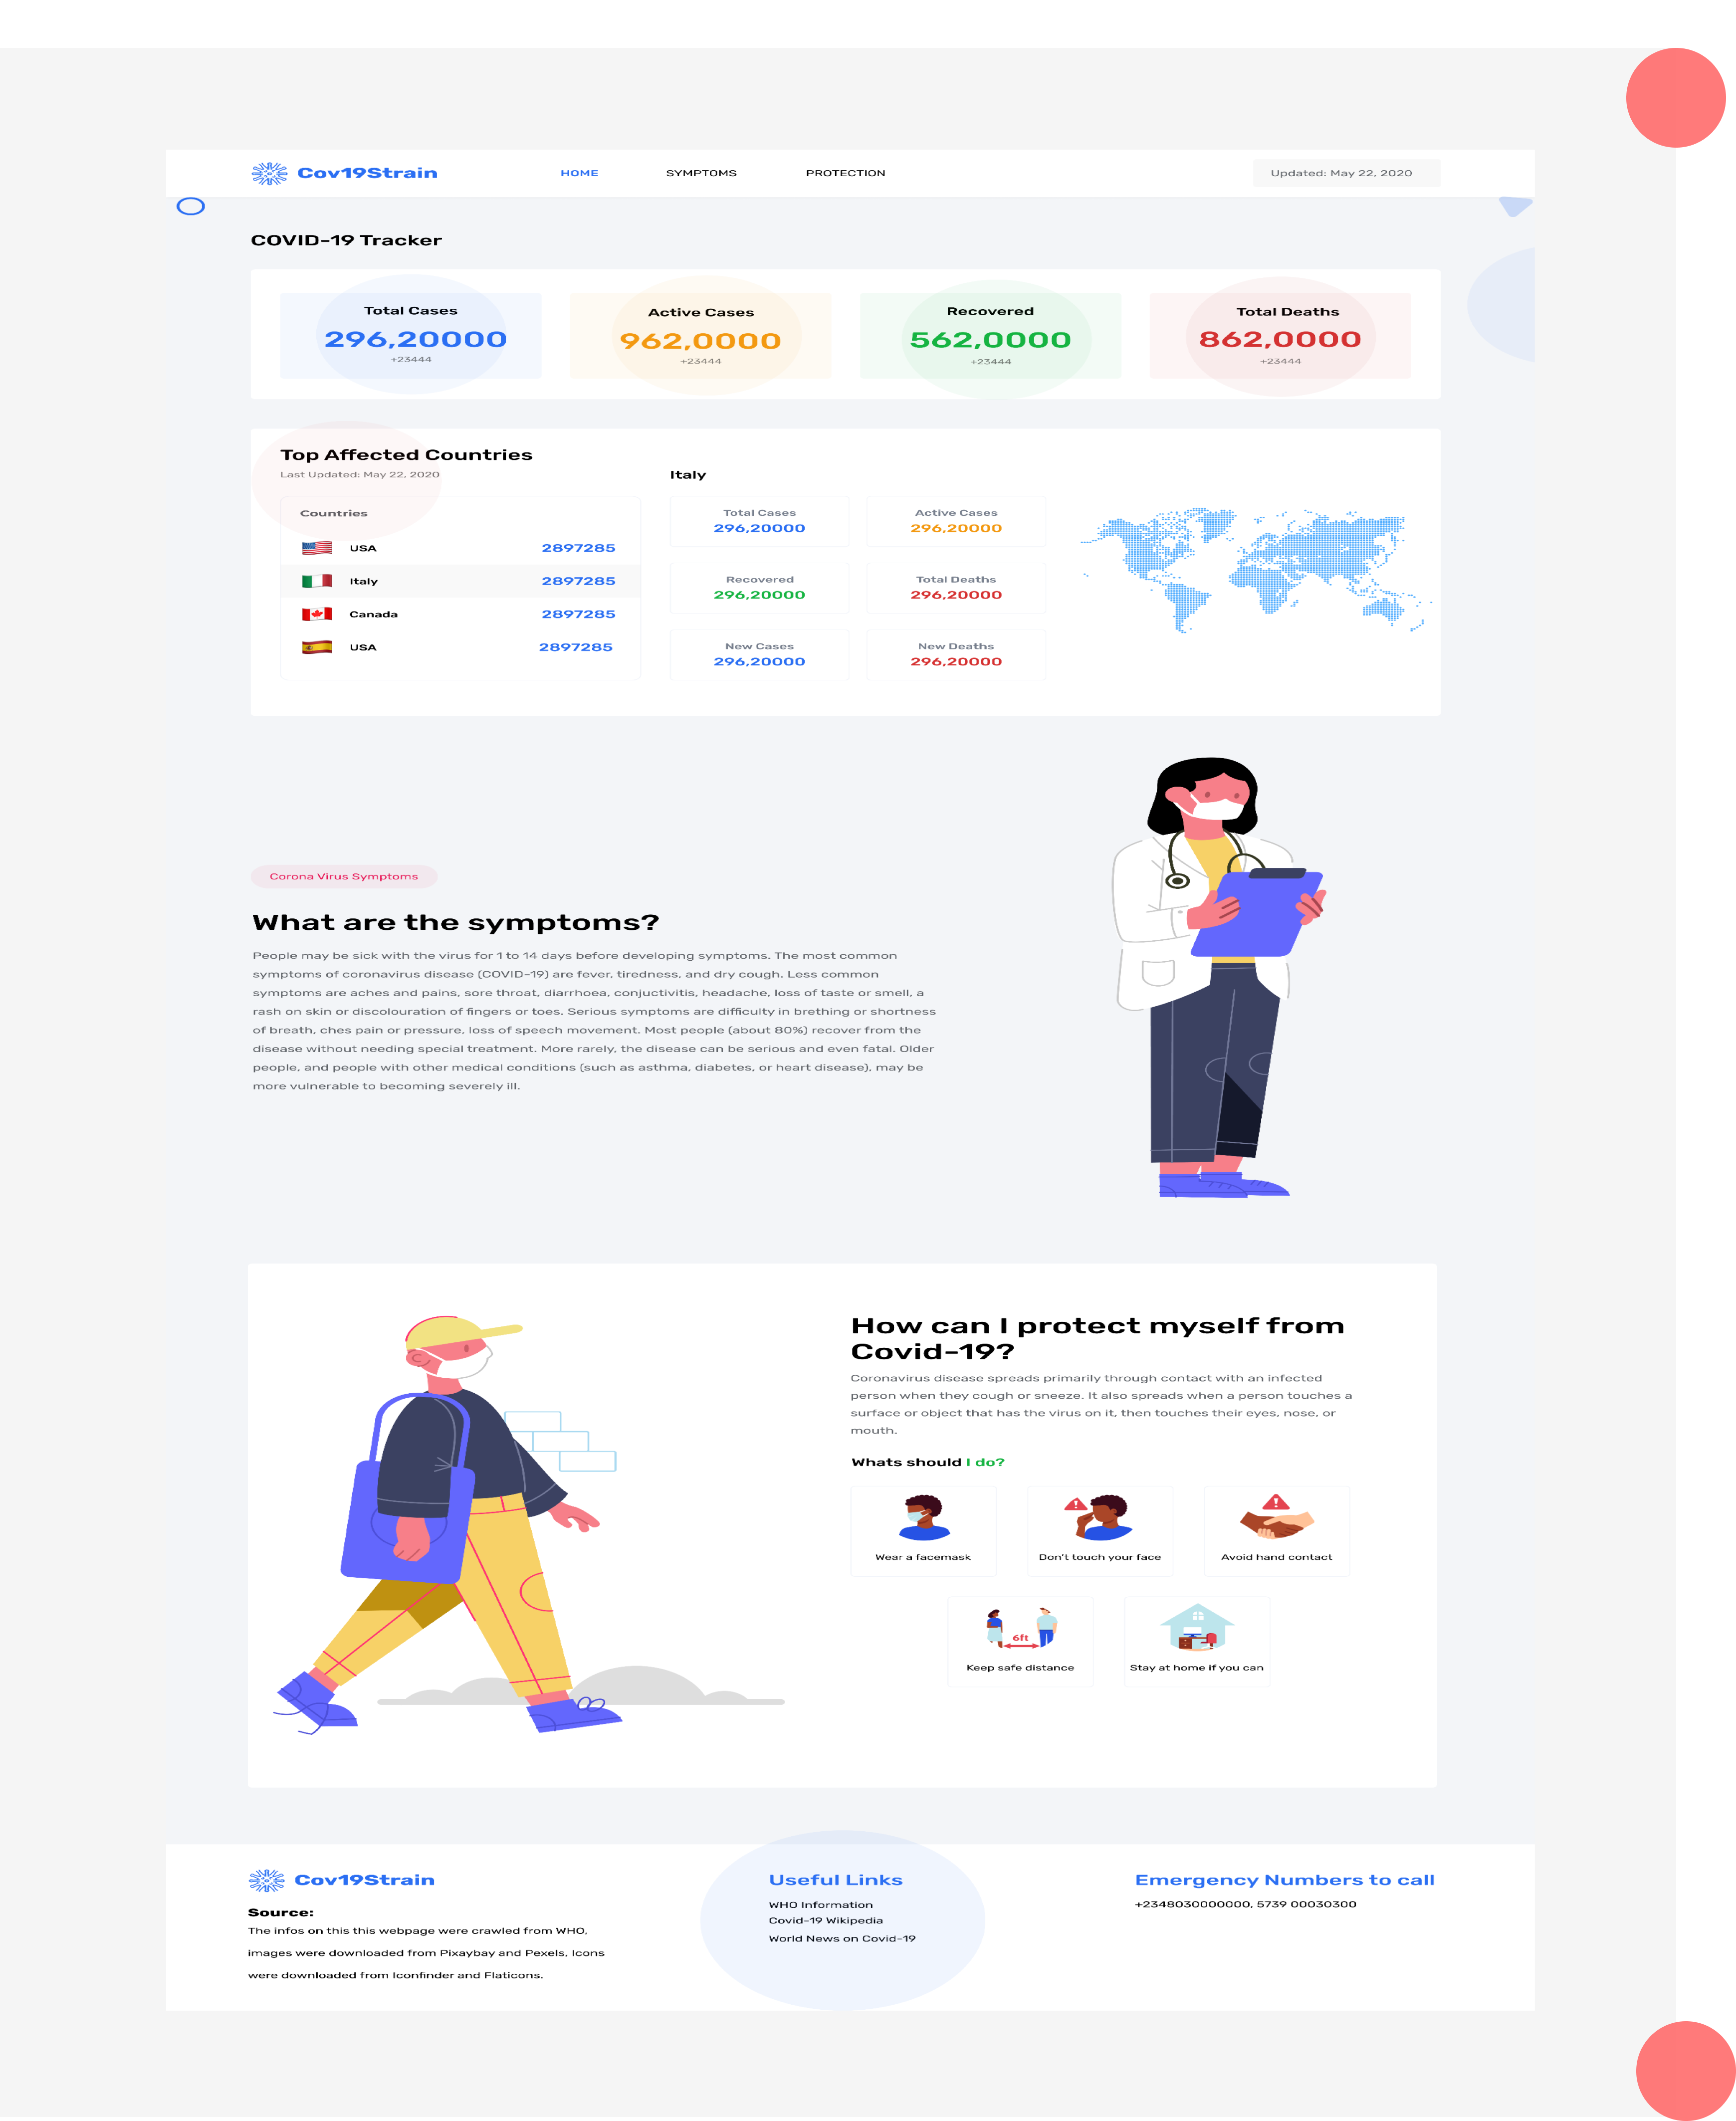 Cov19Strain
HOME
SYMPTOMS
PROTECTION
Updated: May 22, 2020
COVID-19 Tracker
Total Cases
296,20000
+23444
Active Cases
962,0000
+23444
Recovered
562,0000
+23444
Total Deaths
862,0000
+23444
Top Affected Countries
Last Updated: May 22, 2020
Countries
USA 2897285
Italy 2897285
Canada 2897285
USA 2897285
Italy
Total Cases
296,20000
Active Cases
296,20000
Recovered
296,20000
Total Deaths
296,20000
New Cases
296,20000
New Deaths
296,20000
Corona Virus Symptoms
What are the symptoms?
People may be sick with the virus for 1 to 14 days before developing symptoms. The most common
symptoms of coronavirus disease (COVID-19) are fever, tiredness, and dry cough. Less common
symptoms are aches and pains, sore throat, diarrhoea, conjuctivitis, headache, loss of taste or smell, a
rash on skin or discolouration of fingers or toes. Serious symptoms are difficulty in brething or shortness
of breath, ches pain or pressure, loss of speech movement. Most people (about 80%) recover from the
disease without needing special treatment. More rarely, the disease can be serious and even fatal. Older
people, and people with other medical conditions (such as asthma, diabetes, or heart disease), may be
more vulnerable to becoming severely ill.
How can I protect myself from
Covid-19?
Coronavirus disease spreads primarily through contact with an infected
person when they cough or sneeze. It also spreads when a person touches a
surface or object that has the virus on it, then touches their eyes, nose, or
mouth.
Whats should I do?
Wear a facemask
Don't touch your face
Avoid hand contact
6ft
Keep safe distance
Stay at home if you can
Cov19Strain
Source:
The infos on this this webpage were crawled from WHO,
images were downloaded from Pixaybay and Pexels, Icons
were downloaded from Iconfinder and Flaticons.
Useful Links
WHO Information
Covid-19 Wikipedia
World News on Covid-19
Emergency Numbers to call
+2348030000000, 5739 00030300